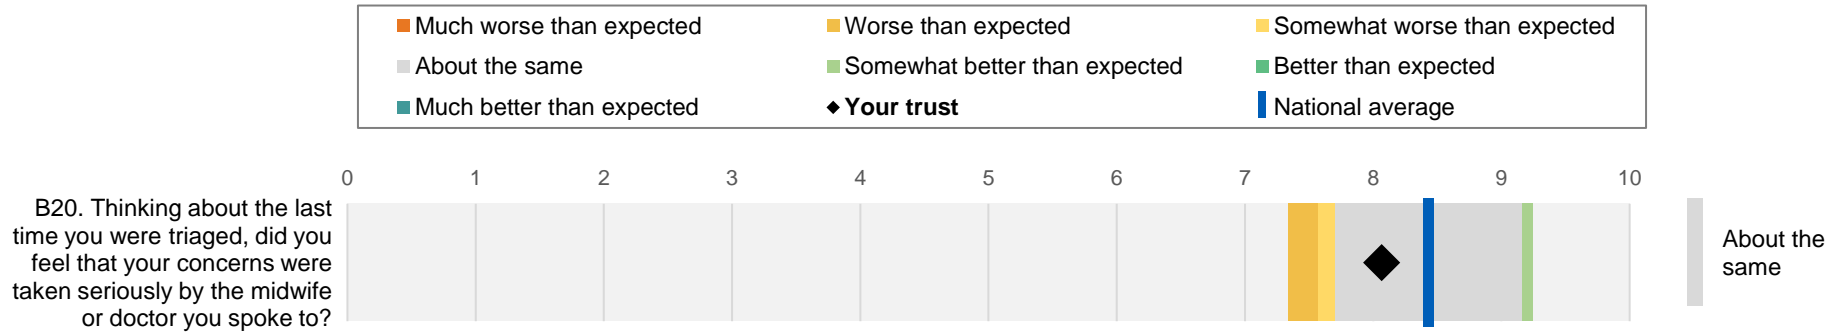 Much worse than expected
Worse than expected
Somewhat worse than expected
About the same
Somewhat better than expected
Better than expected
Much better than expected
Your trust
National average
0 1 2 3 4 5 6 7 8 9 10
B20. Thinking about the last
time you were triaged, did you
feel that your concerns were
taken seriously by the midwife
or doctor you spoke to?
About the
same